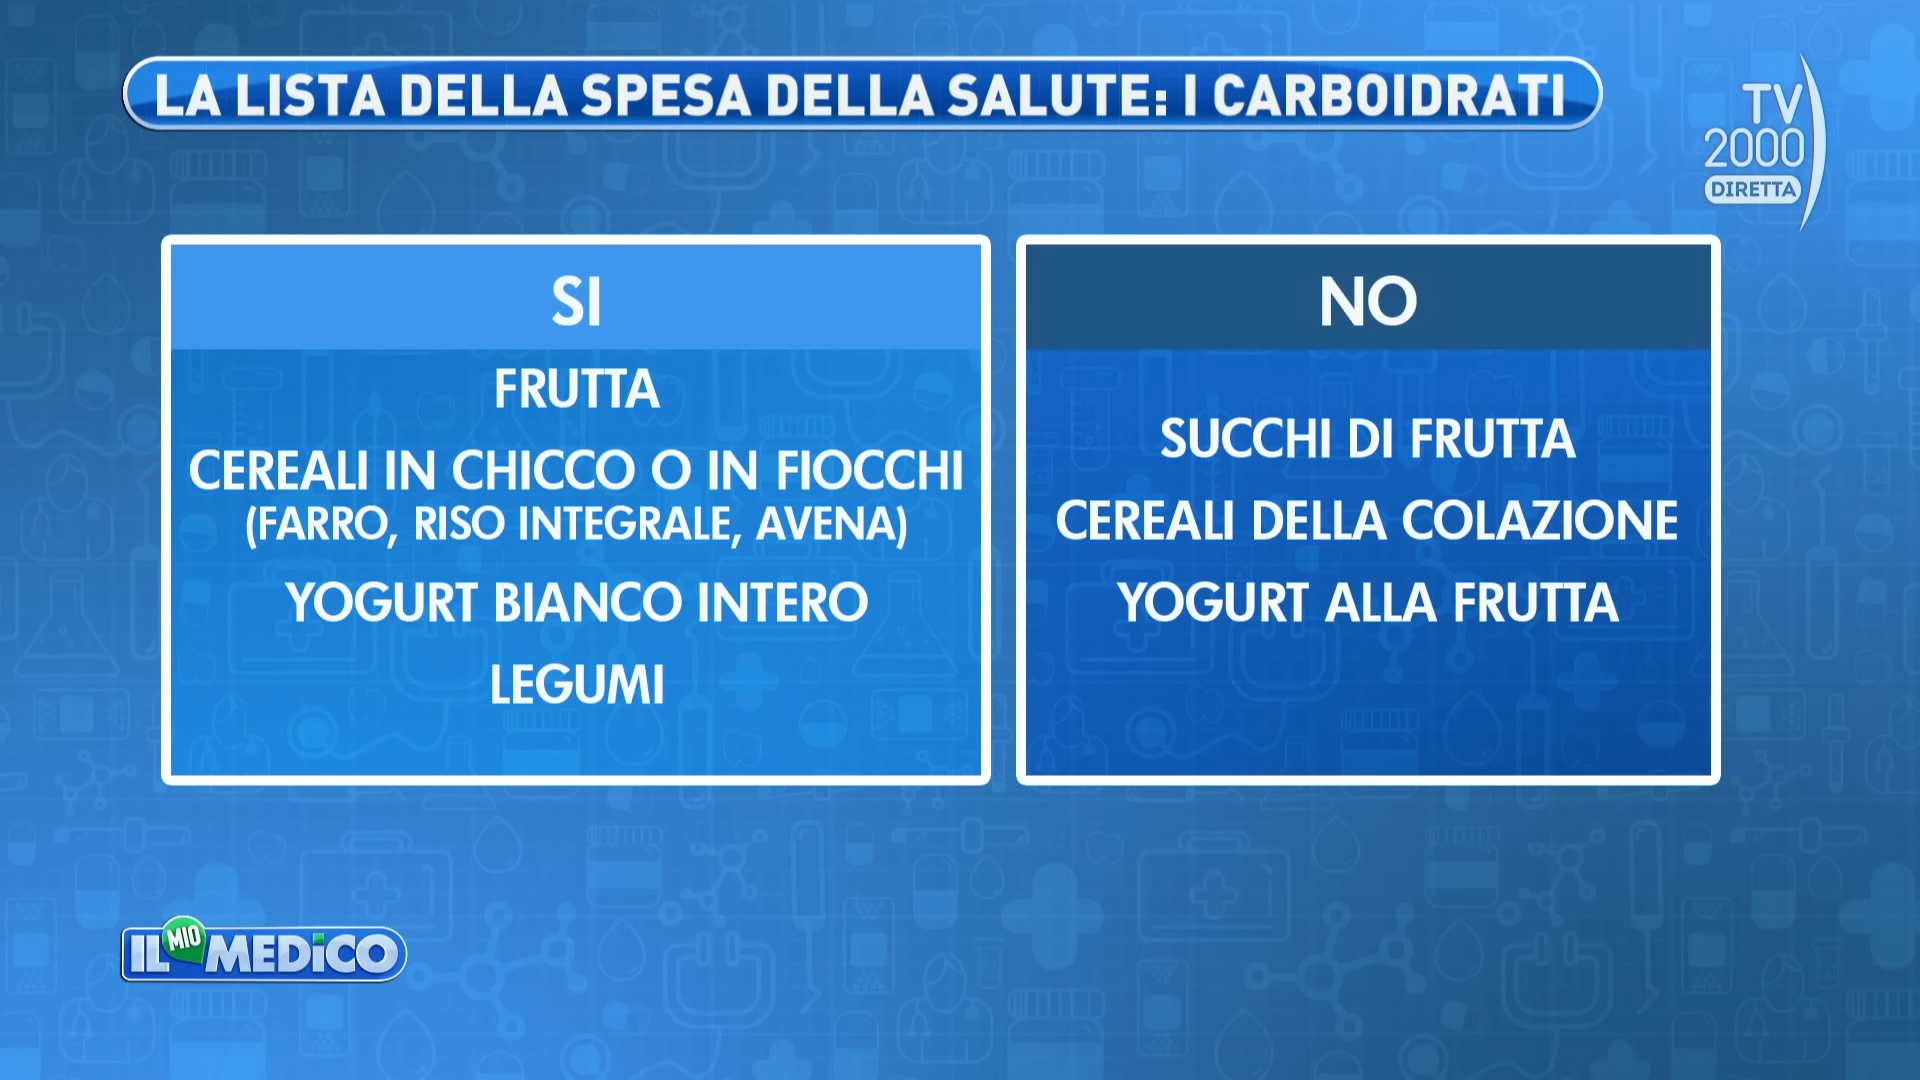 LA LISTA DELLA SPESA DELLA SALUTE: I CARBOIDRATI
TV
2000
DIRETTA
SI
FRUTTA
CEREALI IN CHICCO O IN FIOCCHI
(FARRO, RISO INTEGRALE, AVENA)
YOGURT BIANCO INTERO
LEGUMI
NO
SUCCHI DI FRUTTA
CEREALI DELLA COLAZIONE
YOGURT ALLA FRUTTA
IL MIO MEDICO